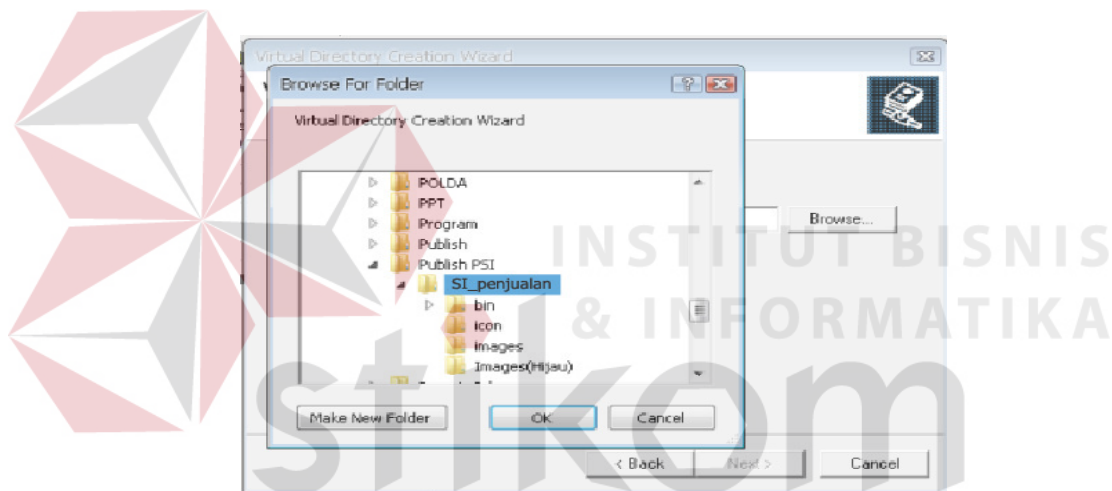 Virtual Directory Creation Wizard
Browse For Folder
Virtual Directory Creation Wizard
POLDA
PPT
Program
Publish
Publish PSI
SI_penjualan
bin
icon
images
Images(Hijau)
Browse...
Make New Folder
OK
Cancel
< Back
Next >
Cancel
INSTITUT BISNIS
& INFORMATIKA
stikom